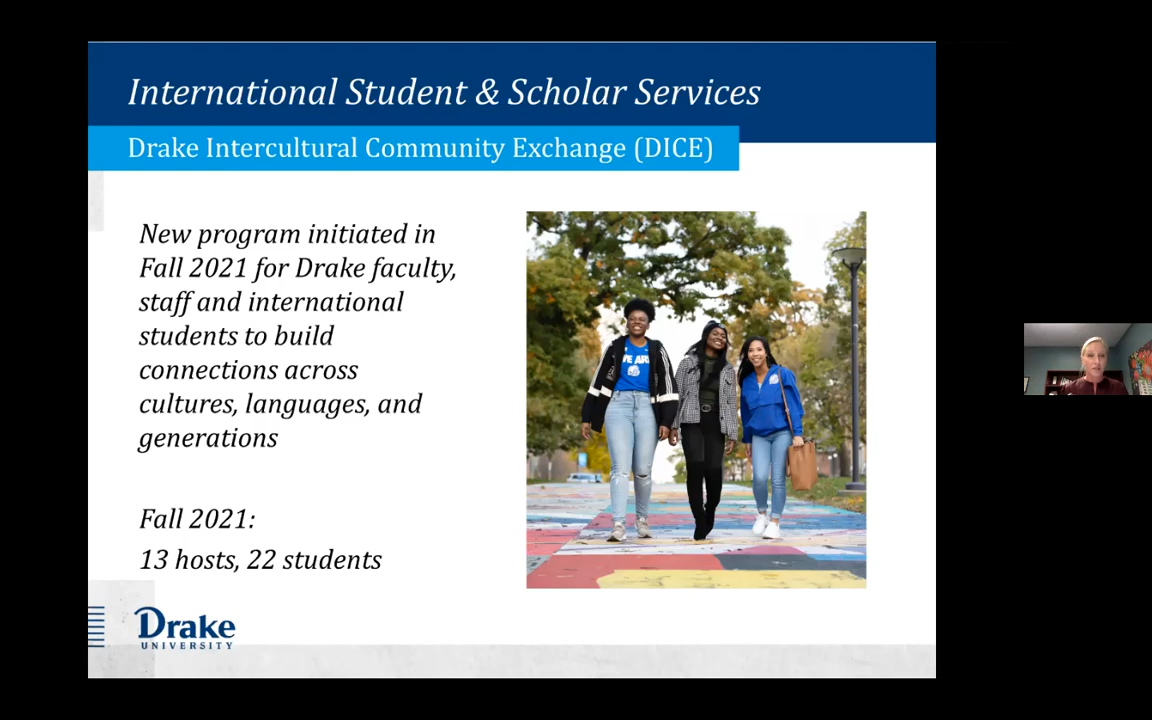 International Student & Scholar Services
Drake Intercultural Community Exchange (DICE)
New program initiated in
Fall 2021 for Drake faculty,
staff and international
students to build
connections across
cultures, languages, and
generations
WE ARE
Fall 2021:
13 hosts, 22 students
Drake
UNIVERSITY